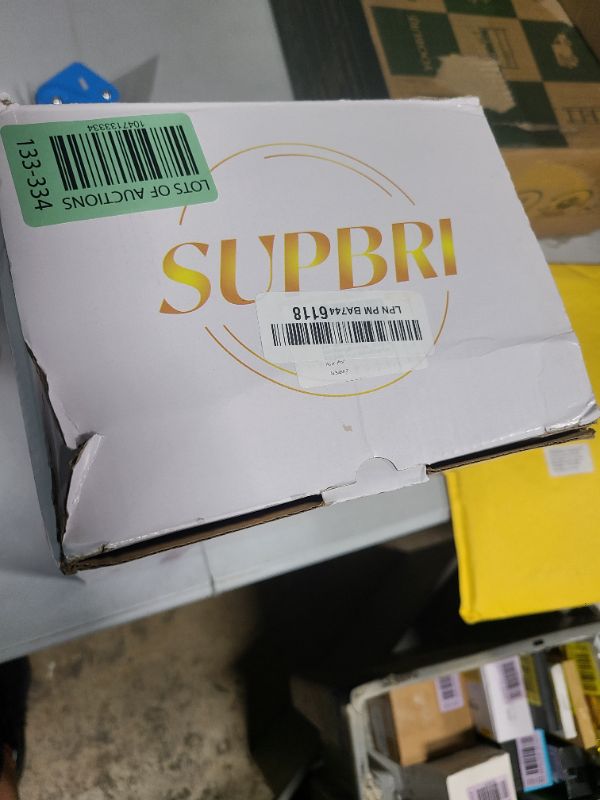 LOTS OF AUCTIONS
1047133334
133-334
SUPBRI
LPN PM BA7446118